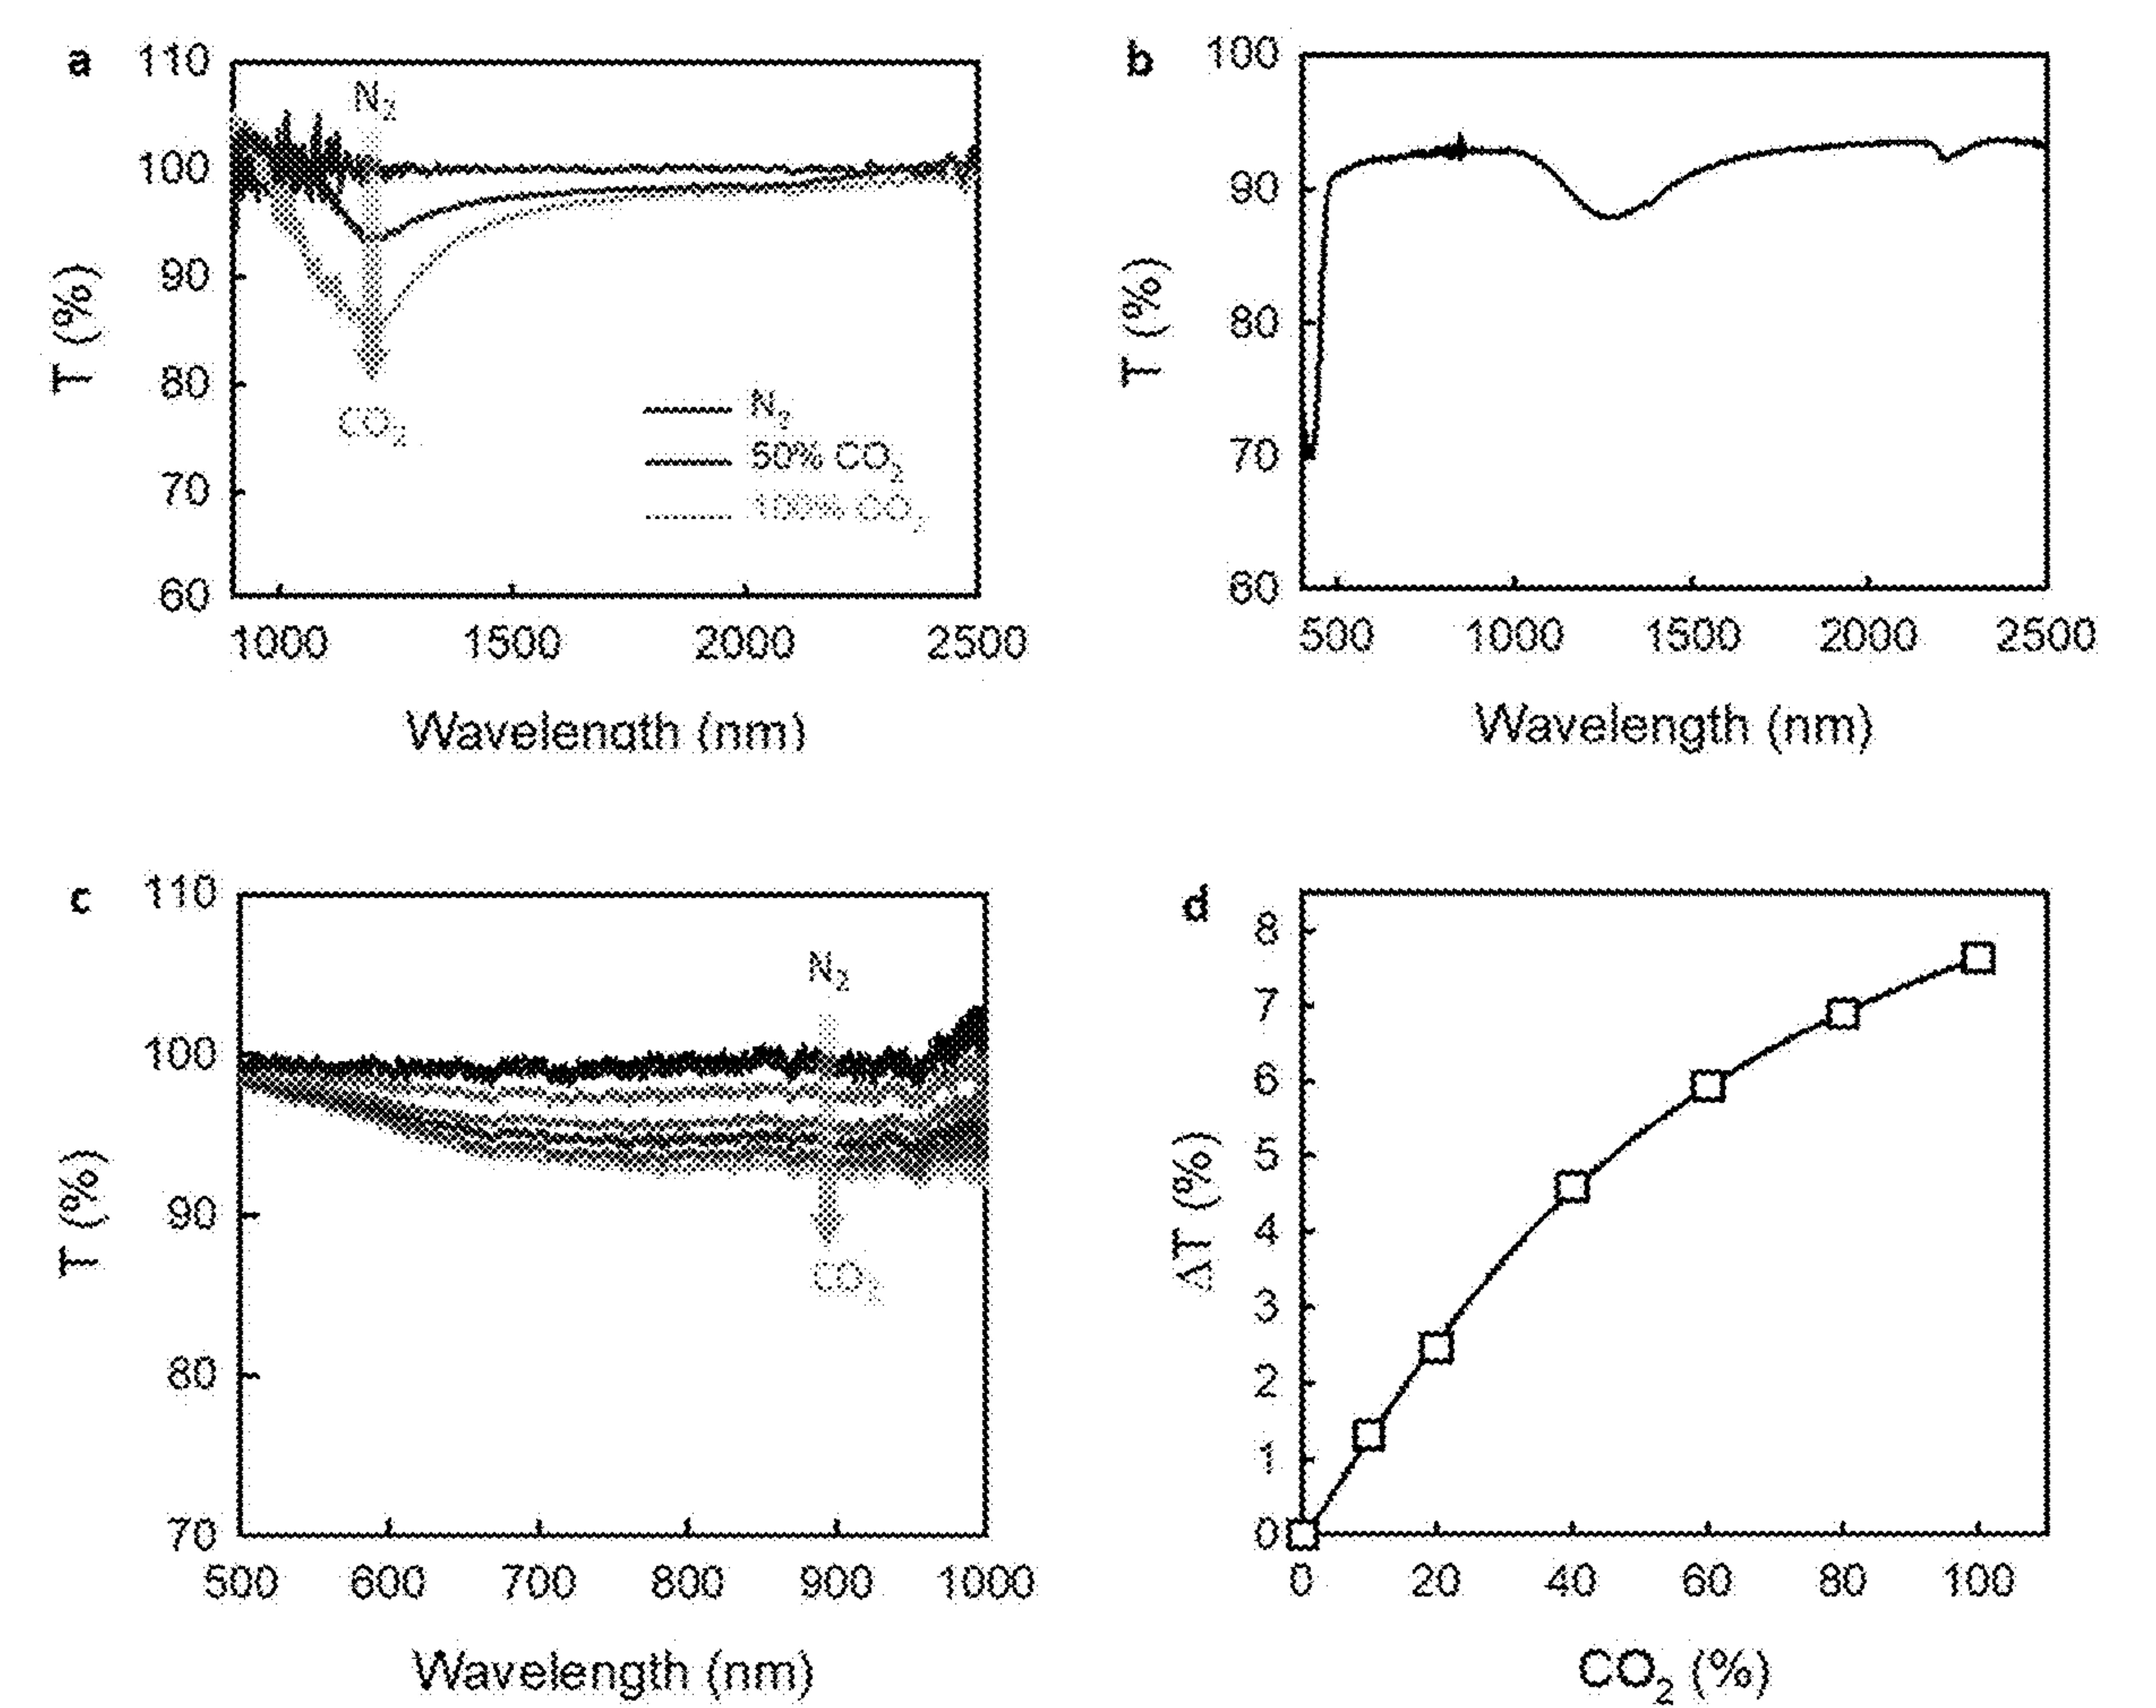 a
110
100
90
80
70
60
T (%)
N2
CO2
N2
50% CO2
100% CO2
1000 1500 2000 2500
Wavelength (nm)
b
100
90
80
70
60
T (%)
500 1000 1500 2000 2500
Wavelength (nm)
c
110
100
90
80
70
T (%)
N2
CO2
500 600 700 800 900 1000
Wavelength (nm)
d
8
7
6
5
4
3
2
1
0
ΔT (%)
0 20 40 60 80 100
CO2 (%)